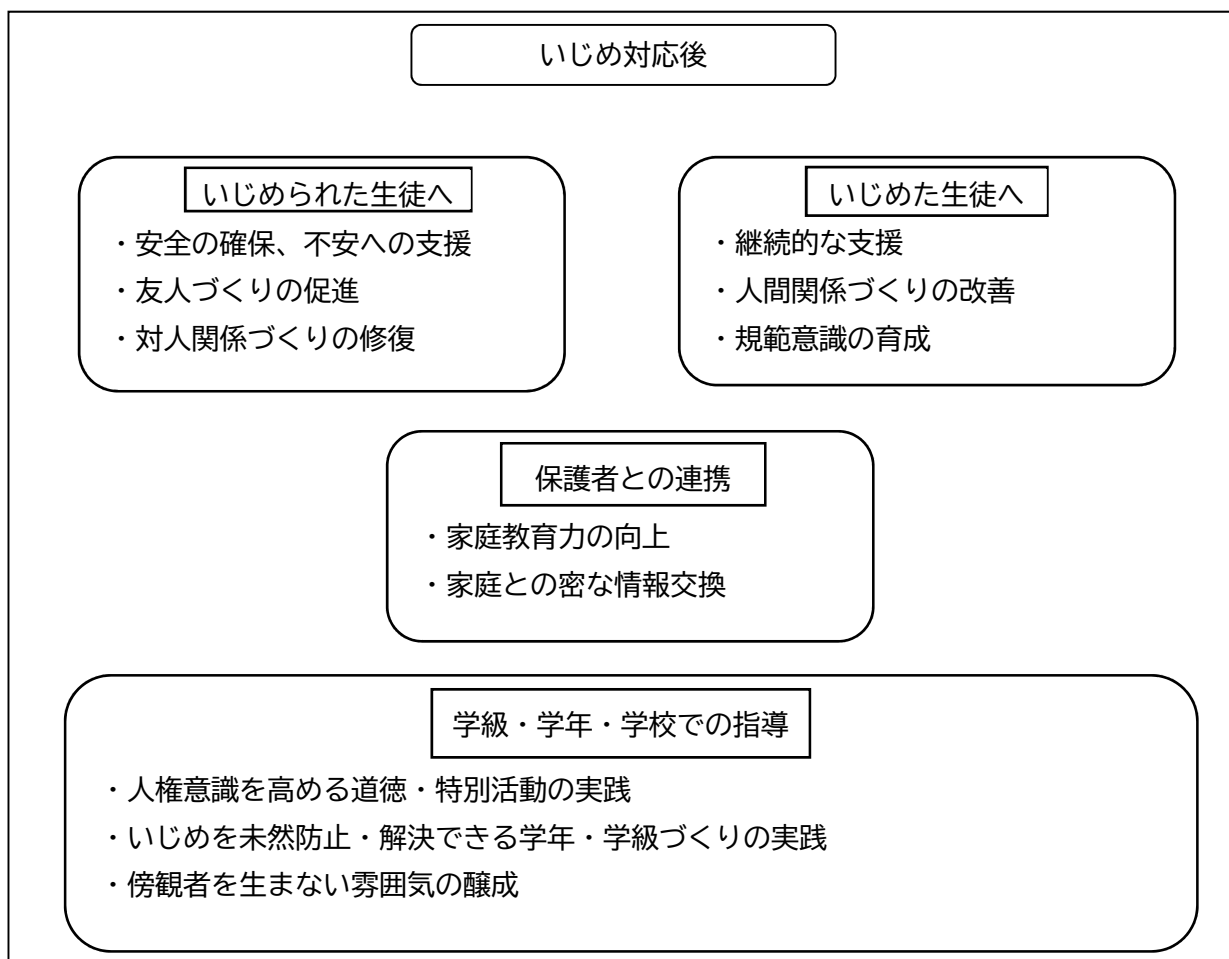 いじめ対応後
いじめられた生徒へ
・安全の確保、不安への支援
・友人づくりの促進
・対人関係づくりの修復
いじめた生徒へ
・継続的な支援
・人間関係づくりの改善
・規範意識の育成
保護者との連携
・家庭教育力の向上
・家庭との密な情報交換
学級・学年・学校での指導
・人権意識を高める道徳・特別活動の実践
・いじめを未然防止・解決できる学年・学級づくりの実践
・傍観者を生まない雰囲気の醸成